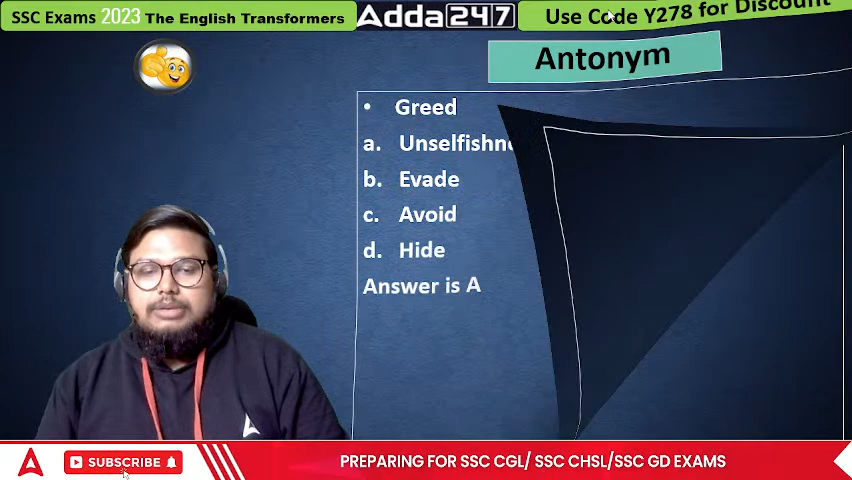 SSC Exams 2023 The English Transformers
Adda247
Use Code Y278 for Discount
Antonym
• Greed
a. Unselfishn
b. Evade
c. Avoid
d. Hide
Answer is A
SUBSCRIBE
PREPARING FOR SSC CGL/ SSC CHSL/SSC GD EXAMS